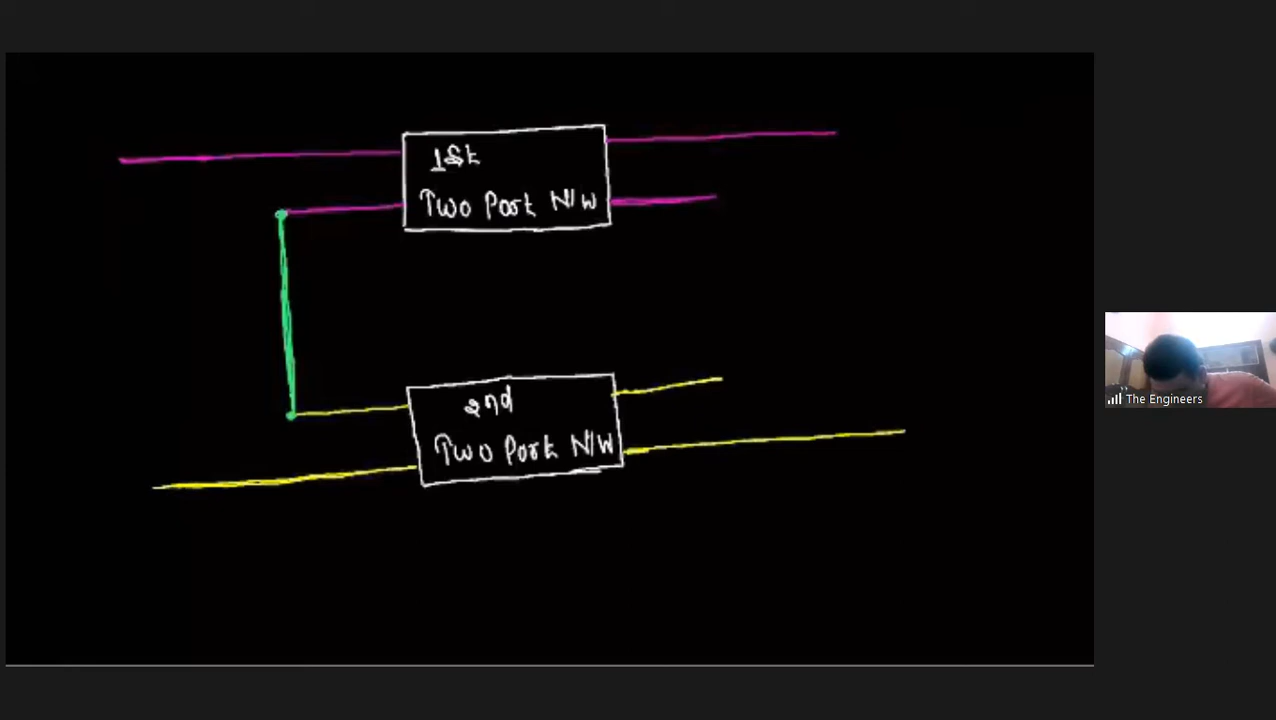 1st
Two Port N/W
2nd
Two Port N/W
The Engineers